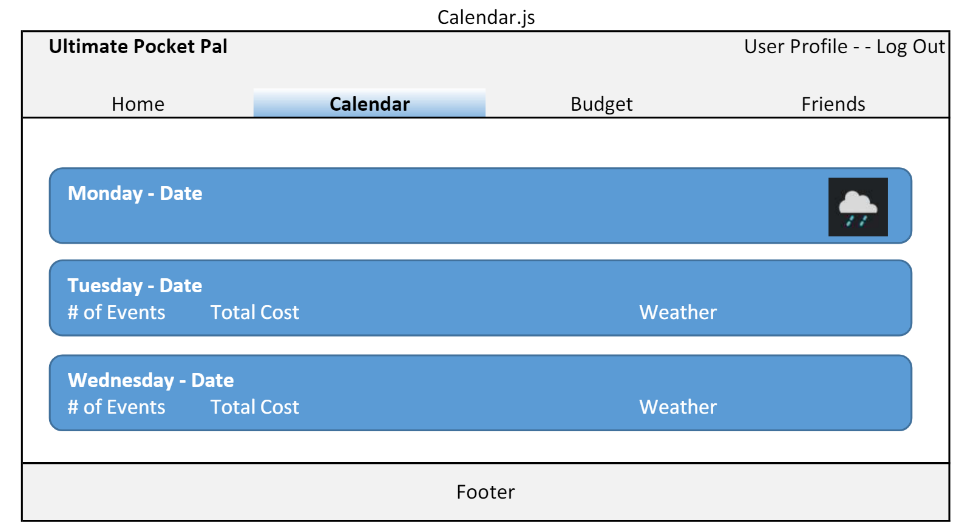 Calendar.js
Ultimate Pocket Pal User Profile - - Log Out
Home Calendar Budget Friends
Monday - Date
Tuesday - Date
# of Events Total Cost Weather
Wednesday - Date
# of Events Total Cost Weather
Footer